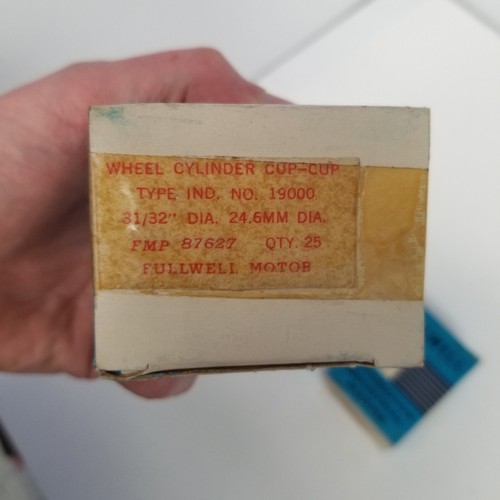 WHEEL CYLINDER CUP-CUP
TYPE IND. NO. 19000
31/32" DIA. 24.6MM DIA.
FMP 87627 QTY. 25
FULLWELL MOTOR